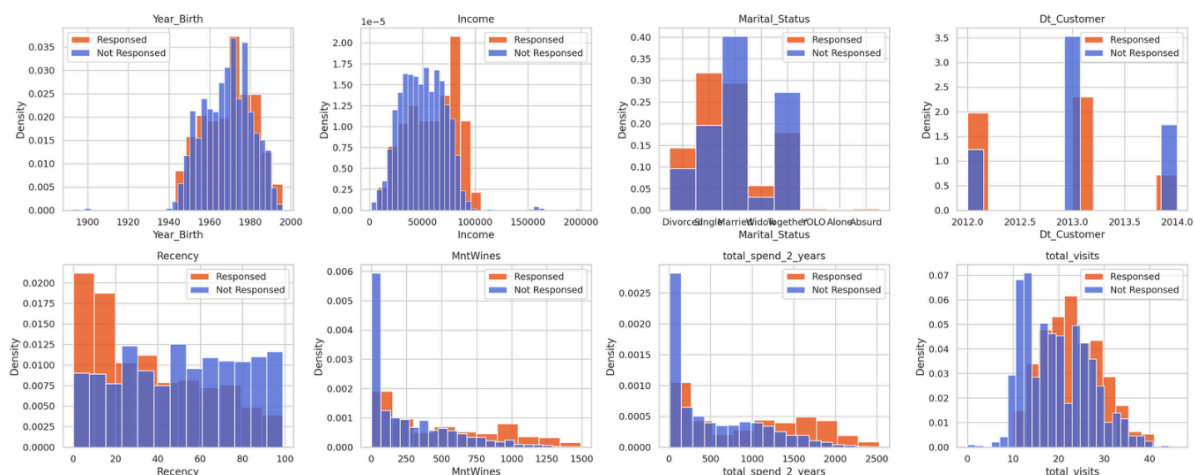 Year_Birth
Responsed
Not Responsed
0.035
0.030
0.025
0.020
0.015
0.010
0.005
0.000
Density
1900 1920 1940 1960 1980 2000
Year_Birth
Income
1e-5
Responsed
Not Responsed
2.00
1.75
1.50
1.25
1.00
0.75
0.50
0.25
0.00
Density
0 50000 100000 150000 200000
Income
Marital_Status
Responsed
Not Responsed
0.40
0.35
0.30
0.25
0.20
0.15
0.10
0.05
0.00
Density
Divorced Single Married Widow Together YOLO Alone Absurd
Marital_Status
Dt_Customer
Responsed
Not Responsed
3.5
3.0
2.5
2.0
1.5
1.0
0.5
0.0
Density
2012.0 2012.5 2013.0 2013.5 2014.0
Dt_Customer
Recency
Responsed
Not Responsed
0.0200
0.0175
0.0150
0.0125
0.0100
0.0075
0.0050
0.0025
0.0000
Density
0 20 40 60 80 100
Recency
MntWines
Responsed
Not Responsed
0.006
0.005
0.004
0.003
0.002
0.001
0.000
Density
0 250 500 750 1000 1250 1500
MntWines
total_spend_2_years
Responsed
Not Responsed
0.0025
0.0020
0.0015
0.0010
0.0005
0.0000
Density
0 500 1000 1500 2000 2500
total_spend_2_years
total_visits
Responsed
Not Responsed
0.07
0.06
0.05
0.04
0.03
0.02
0.01
0.00
Density
0 10 20 30 40
total_visits